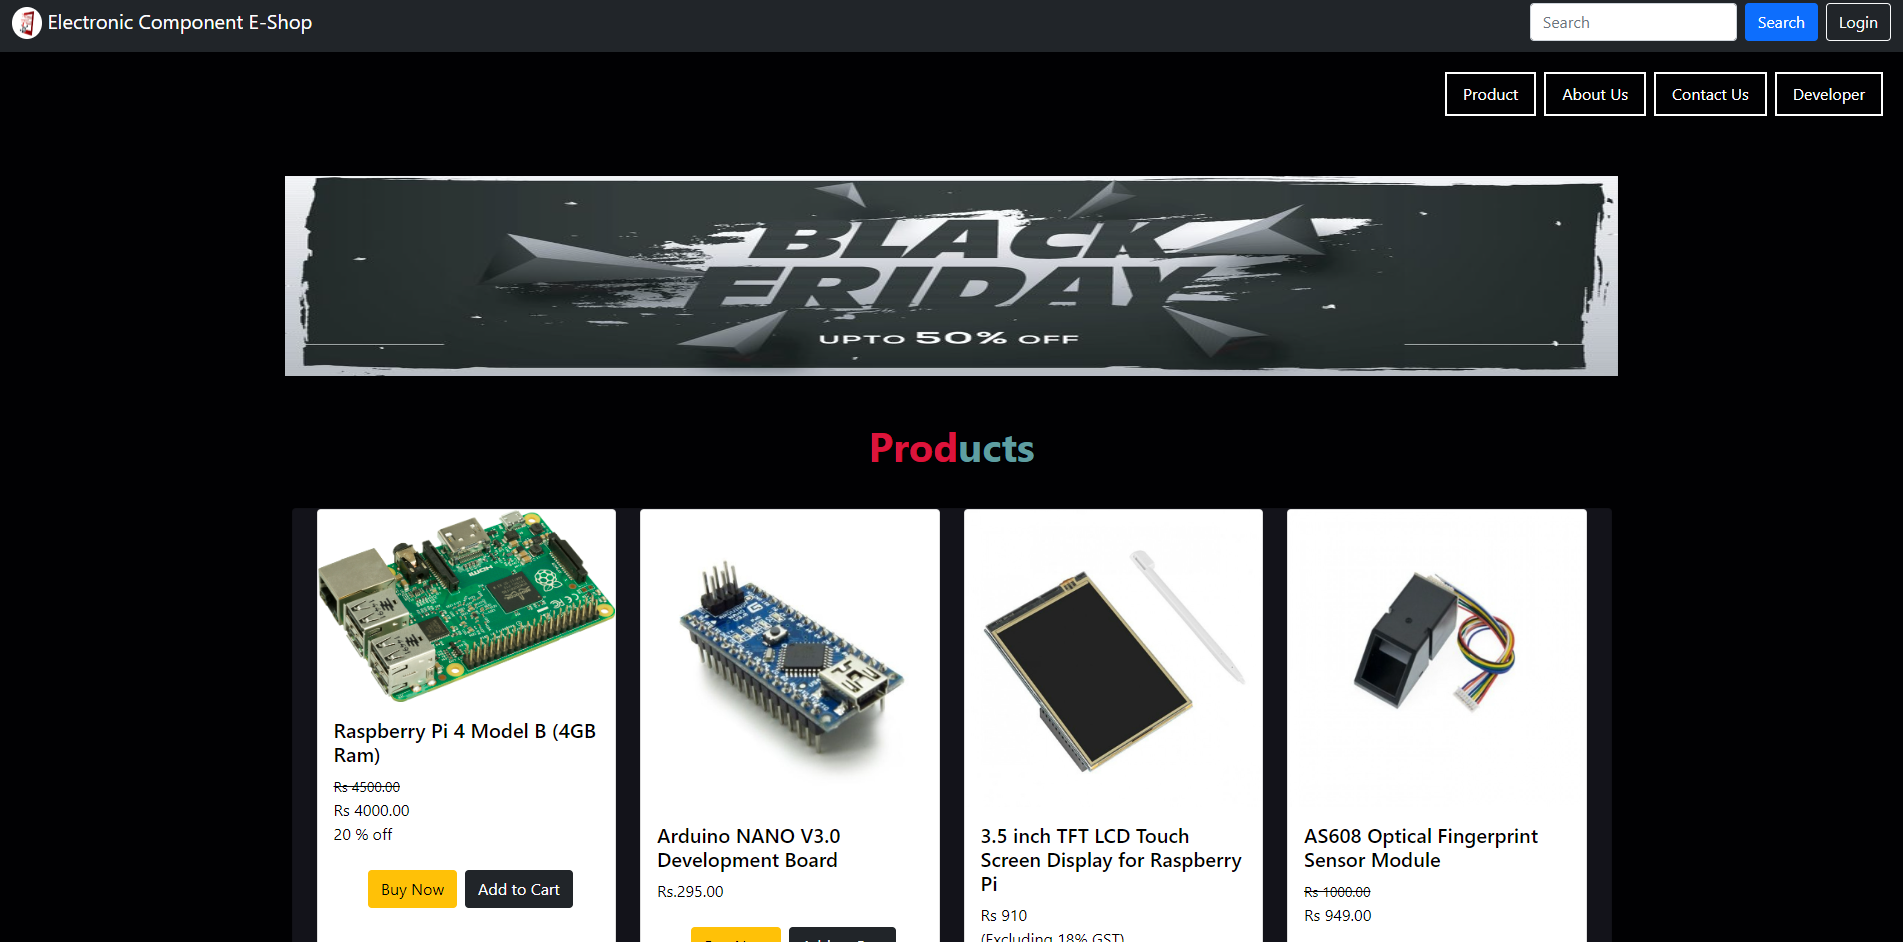 Electronic Component E-Shop
Search
Search
Login
Product
About Us
Contact Us
Developer
BLACK
FRIDAY
UPTO 50% OFF
Products
Raspberry Pi 4 Model B (4GB
Ram)
Rs 4500.00
Rs 4000.00
20 % off
Buy Now
Add to Cart
Arduino NANO V3.0
Development Board
Rs.295.00
3.5 inch TFT LCD Touch
Screen Display for Raspberry
Pi
Rs 910
(Excluding 18% GST)
AS608 Optical Fingerprint
Sensor Module
Rs 1000.00
Rs 949.00